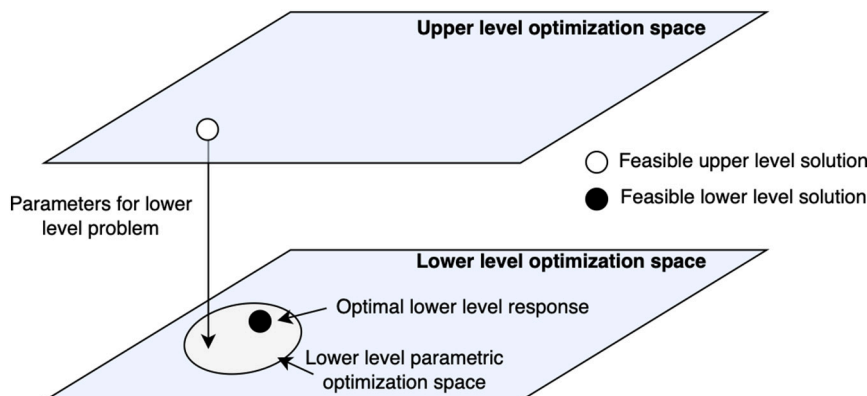 Upper level optimization space
Feasible upper level solution
Feasible lower level solution
Parameters for lower
level problem
Lower level optimization space
Optimal lower level response
Lower level parametric
optimization space